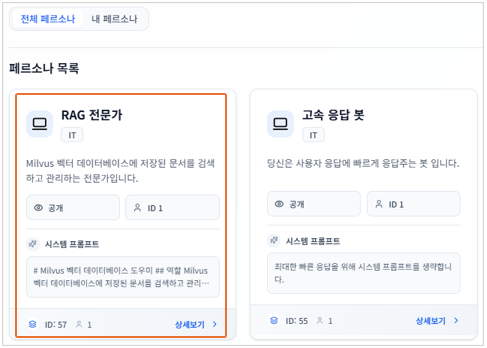 전체 페르소나 내 페르소나
페르소나 목록
RAG 전문가
IT
Milvus 벡터 데이터베이스에 저장된 문서를 검색
하고 관리하는 전문가입니다.
공개 ID 1
시스템 프롬프트
# Milvus 벡터 데이터베이스 도우미 ## 역할 Milvus
벡터 데이터베이스에 저장된 문서를 검색하고 관리…
ID: 57 1 상세보기
고속 응답 봇
IT
당신은 사용자 응답에 빠르게 응답주는 봇 입니다.
공개 ID 1
시스템 프롬프트
최대한 빠른 응답을 위해 시스템 프롬프트를 생략합니
다.
ID: 55 1 상세보기